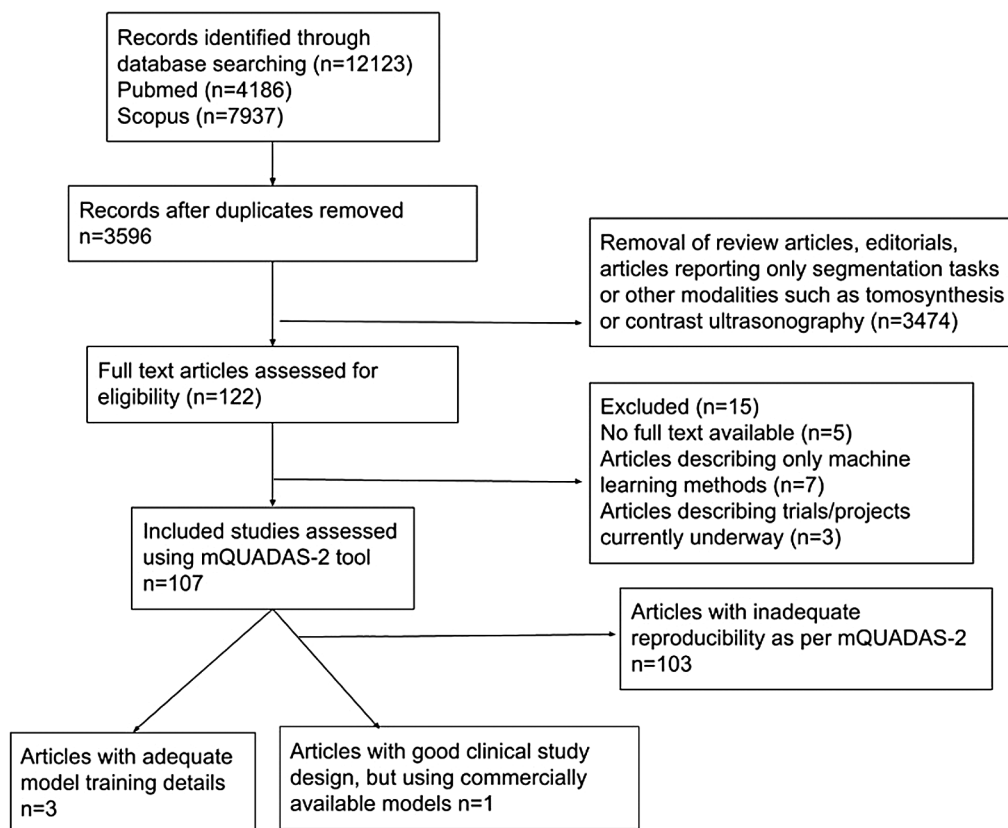 Records identified through
database searching (n=12123)
Pubmed (n=4186)
Scopus (n=7937)
Records after duplicates removed
n=3596
Removal of review articles, editorials,
articles reporting only segmentation tasks
or other modalities such as tomosynthesis
or contrast ultrasonography (n=3474)
Full text articles assessed for
eligibility (n=122)
Excluded (n=15)
No full text available (n=5)
Articles describing only machine
learning methods (n=7)
Articles describing trials/projects
currently underway (n=3)
Included studies assessed
using mQUADAS-2 tool
n=107
Articles with inadequate
reproducibility as per mQUADAS-2
n=103
Articles with adequate
model training details
n=3
Articles with good clinical study
design, but using commercially
available models n=1